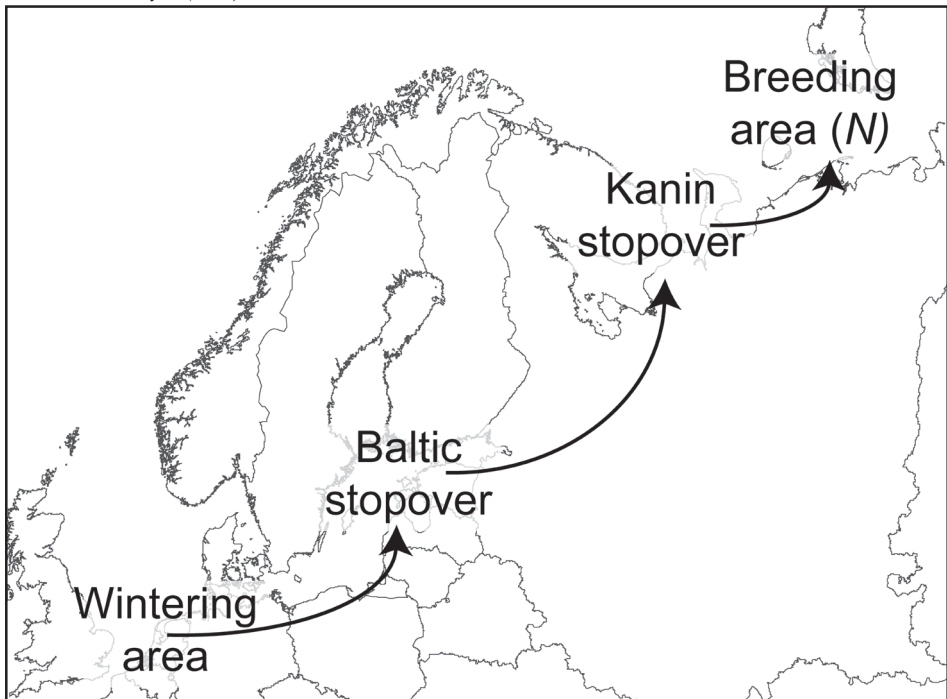 Breeding
area (N)
Kanin
stopover
Baltic
stopover
Wintering
area